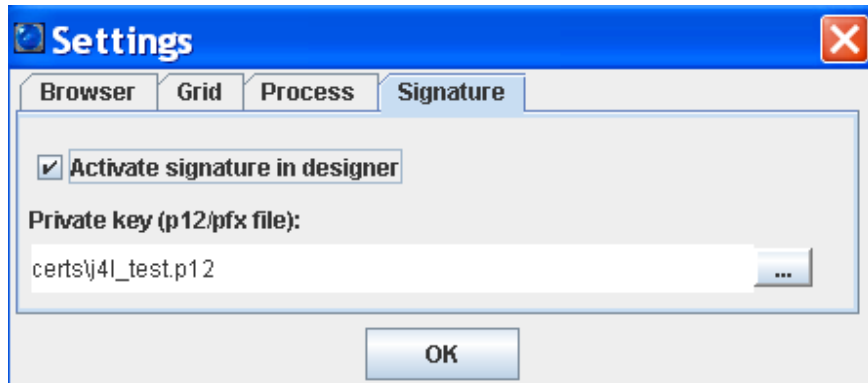 Settings
Browser Grid Process Signature
Activate signature in designer
Private key (p12/pfx file):
certs\j4l_test.p12
...
OK